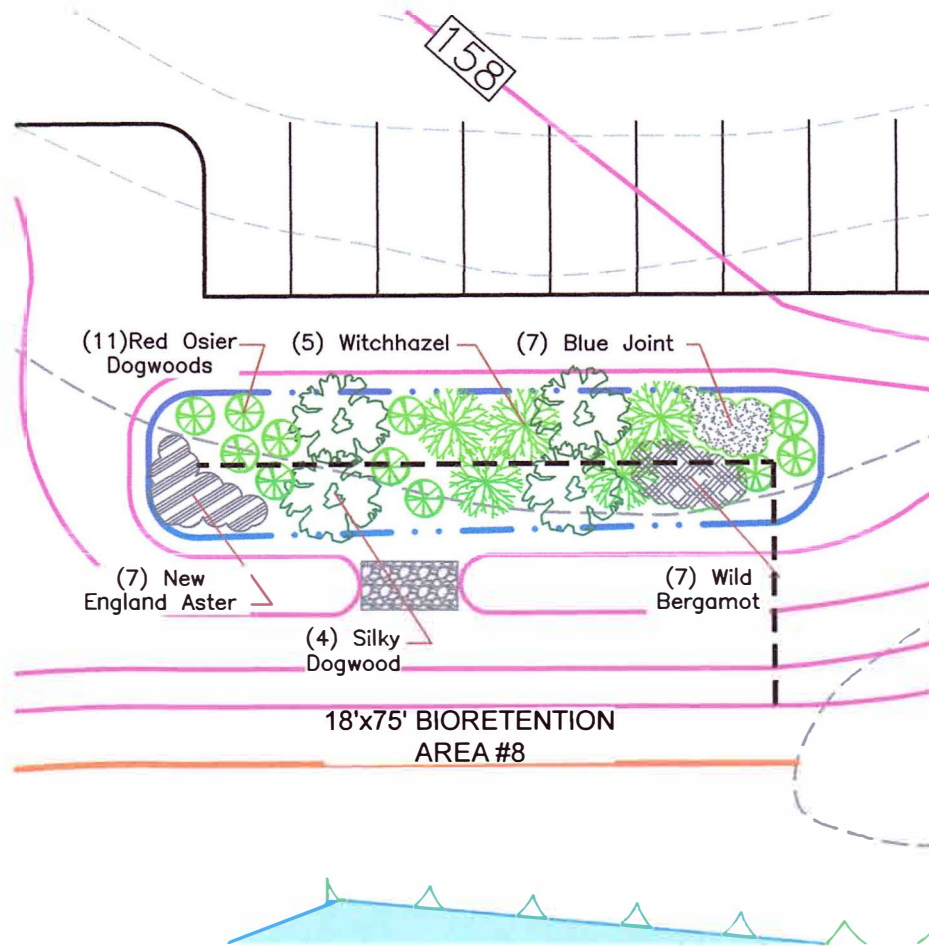 158
(11)Red Osier
Dogwoods
(5) Witchhazel
(7) Blue Joint
(7) New
England Aster
(4) Silky
Dogwood
(7) Wild
Bergamot
18'x75' BIORETENTION
AREA #8